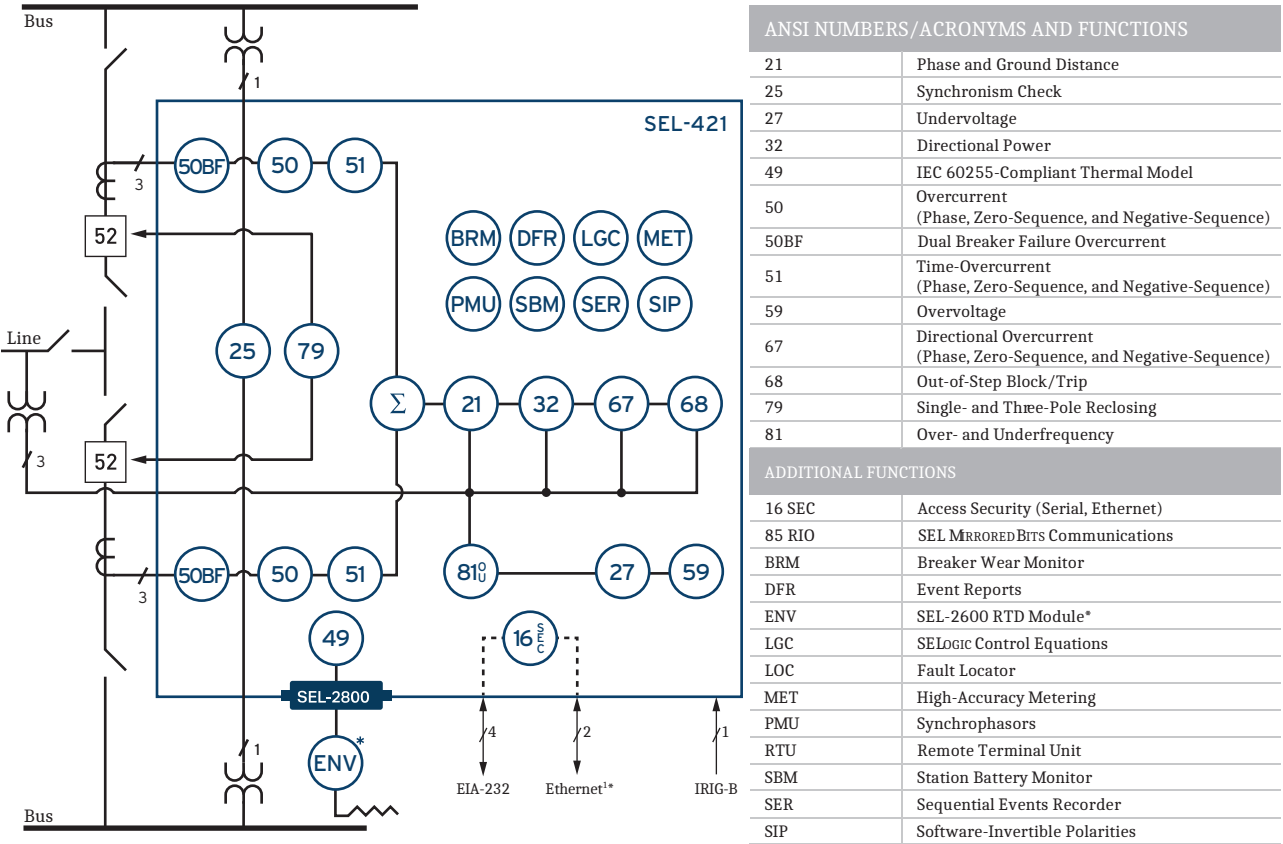 Bus
1
SEL-421
50BF
50
51
3
52
BRM
DFR
LGC
MET
PMU
SBM
SER
SIP
Line
25
79
Σ
21
32
67
68
3
52
50BF
50
51
3
81 O U
27
59
49
16 SEC
SEL-2800
ENV*
1
4
2
1
EIA-232
Ethernet¹*
IRIG-B
Bus
ANSI NUMBERS/ACRONYMS AND FUNCTIONS
21 Phase and Ground Distance
25 Synchronism Check
27 Undervoltage
32 Directional Power
49 IEC 60255-Compliant Thermal Model
50 Overcurrent
(Phase, Zero-Sequence, and Negative-Sequence)
50BF Dual Breaker Failure Overcurrent
51 Time-Overcurrent
(Phase, Zero-Sequence, and Negative-Sequence)
59 Overvoltage
67 Directional Overcurrent
(Phase, Zero-Sequence, and Negative-Sequence)
68 Out-of-Step Block/Trip
79 Single- and Three-Pole Reclosing
81 Over- and Underfrequency
ADDITIONAL FUNCTIONS
16 SEC Access Security (Serial, Ethernet)
85 RIO SEL MIRRORED BITS Communications
BRM Breaker Wear Monitor
DFR Event Reports
ENV SEL-2600 RTD Module*
LGC SELOGIC Control Equations
LOC Fault Locator
MET High-Accuracy Metering
PMU Synchrophasors
RTU Remote Terminal Unit
SBM Station Battery Monitor
SER Sequential Events Recorder
SIP Software-Invertible Polarities